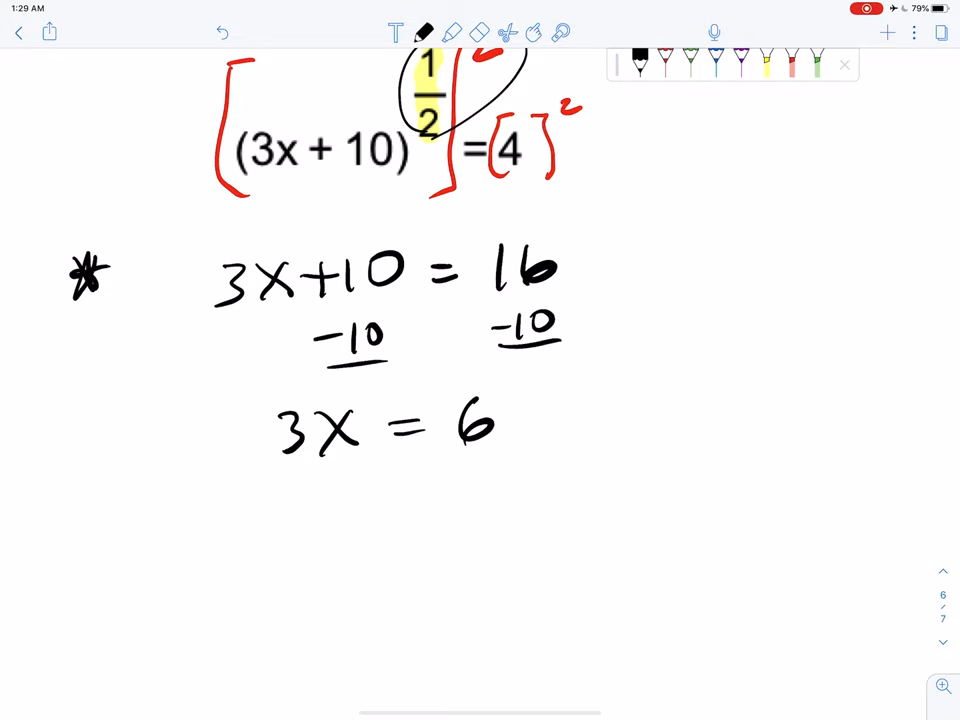 1:29 AM
79%
T
[(3x + 10)^(1/2)]² = [4]²
* 3x+10 = 16
-10 -10
3x = 6
6
/
7